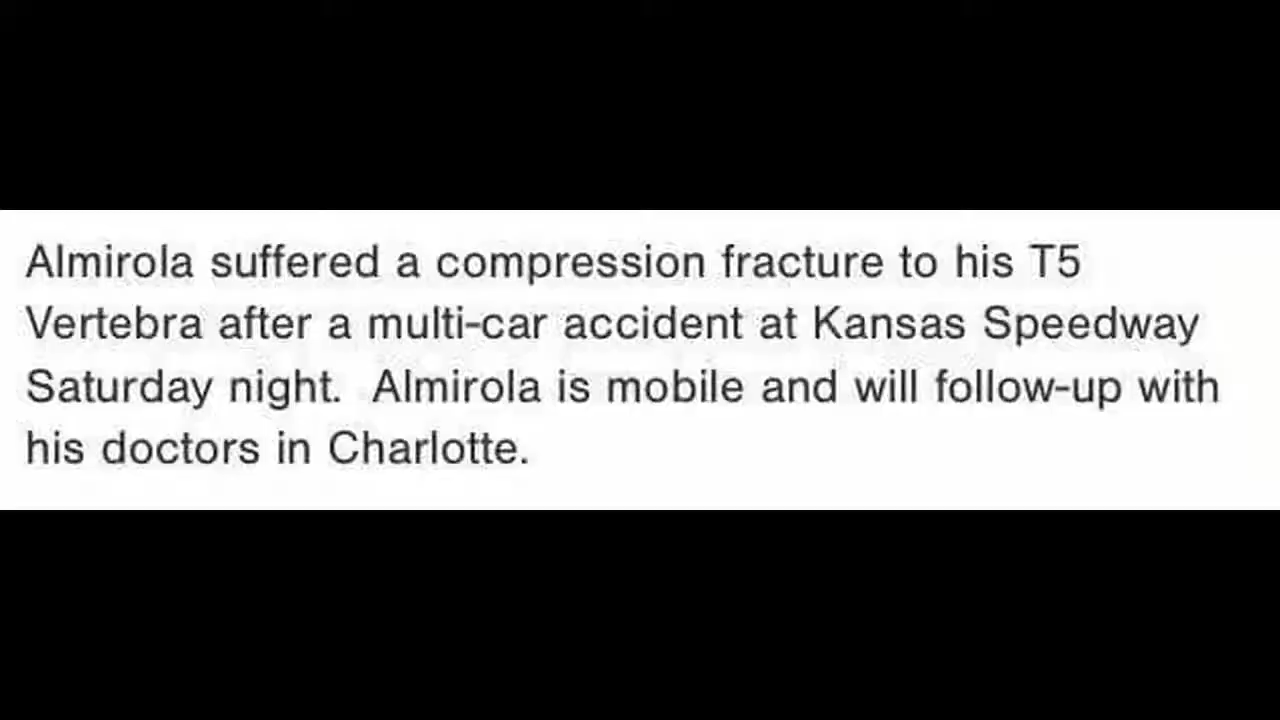 Almirola suffered a compression fracture to his T5
Vertebra after a multi-car accident at Kansas Speedway
Saturday night.  Almirola is mobile and will follow-up with
his doctors in Charlotte.